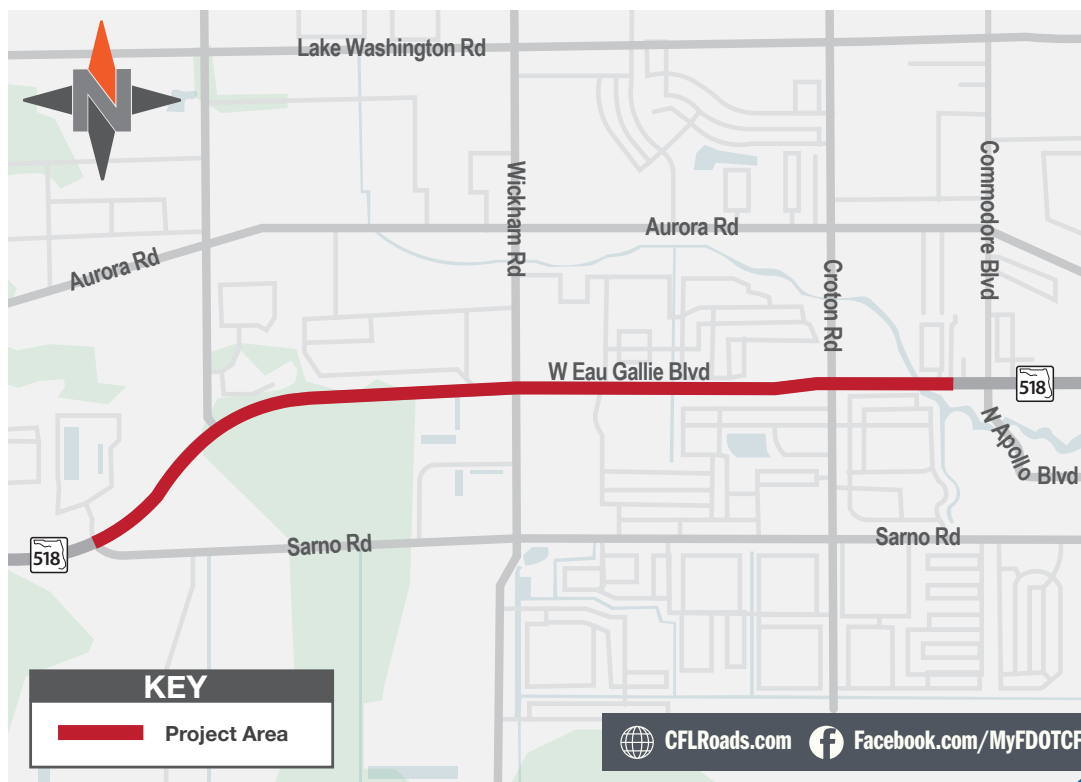 N
Lake Washington Rd
Wickham Rd
Commodore Blvd
Aurora Rd
Aurora Rd
Croton Rd
W Eau Gallie Blvd
518
N Apollo Blvd
518
Sarno Rd
Sarno Rd
KEY
Project Area
CFLRoads.com
Facebook.com/MyFDOTCF